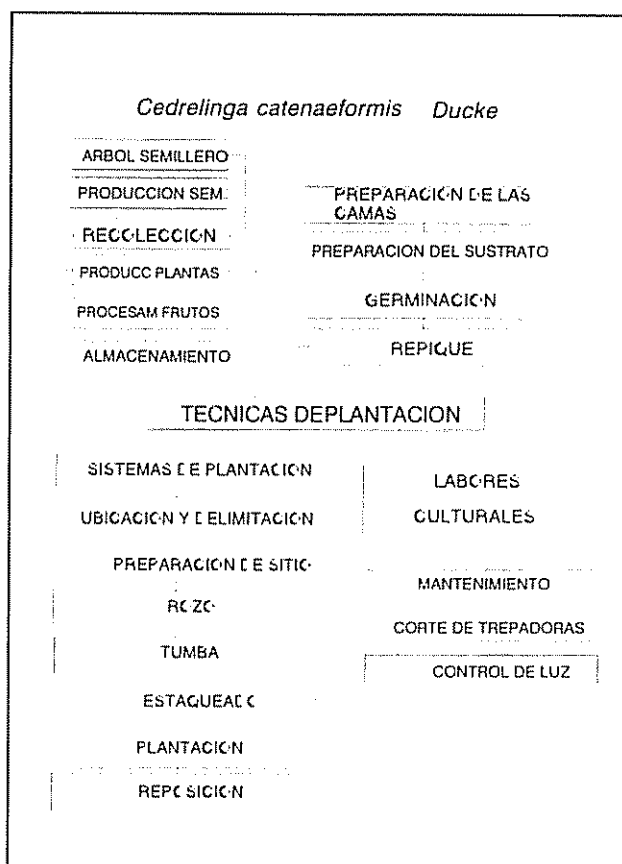 Cedrelinga catenaeformis Ducke
ARBOL SEMILLERO
PRODUCCION SEM.
RECOLECCION
PRODUCC PLANTAS
PROCESAM FRUTOS
ALMACENAMIENTO
PREPARACION DE LAS
CAMAS
PREPARACION DEL SUSTRATO
GERMINACION
REPIQUE
TECNICAS DEPLANTACION
SISTEMAS DE PLANTACION
UBICACION Y DELIMITACION
PREPARACION DE SITIO
ROZO
TUMBA
ESTAQUEADO
PLANTACION
REPOSICION
LABORES
CULTURALES
MANTENIMIENTO
CORTE DE TREPADORAS
CONTROL DE LUZ